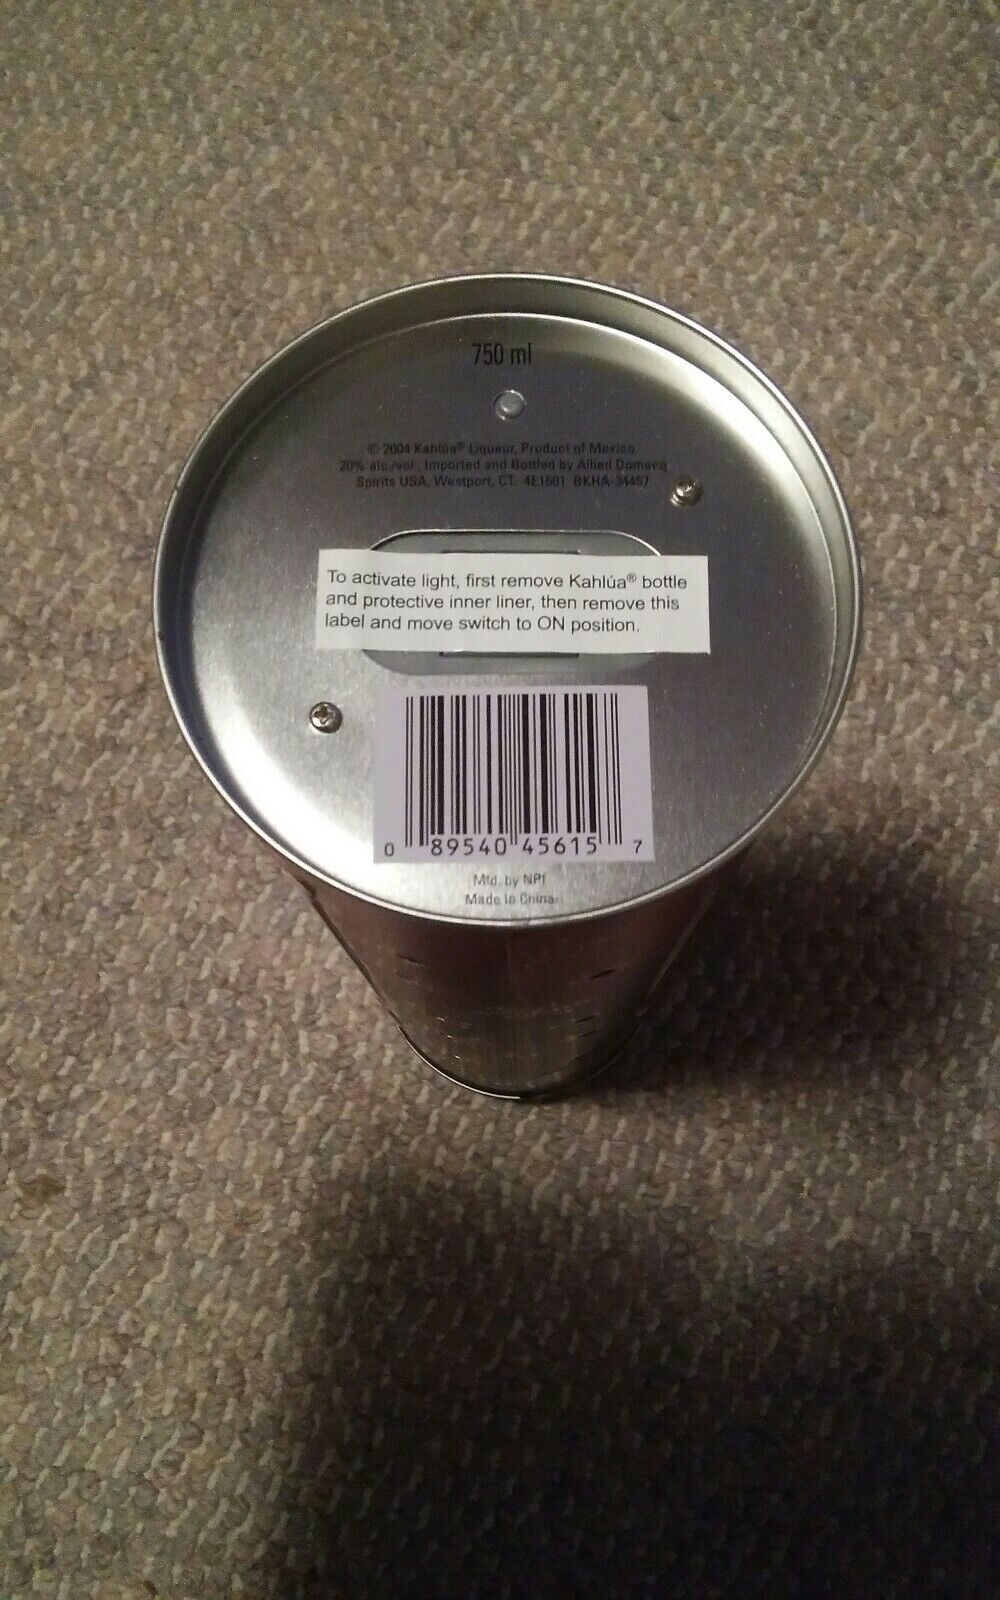 750 ml
© 2004 Kahlúa® Liqueur, Product of Mexico.
20% alc./vol., Imported and Bottled by Allied Domecq
Spirits USA, Westport, CT. 4E1501 BKHA-34457
To activate light, first remove Kahlúa® bottle
and protective inner liner, then remove this
label and move switch to ON position.
0 89540 45615 7
Mfd. by NPI
Made in China